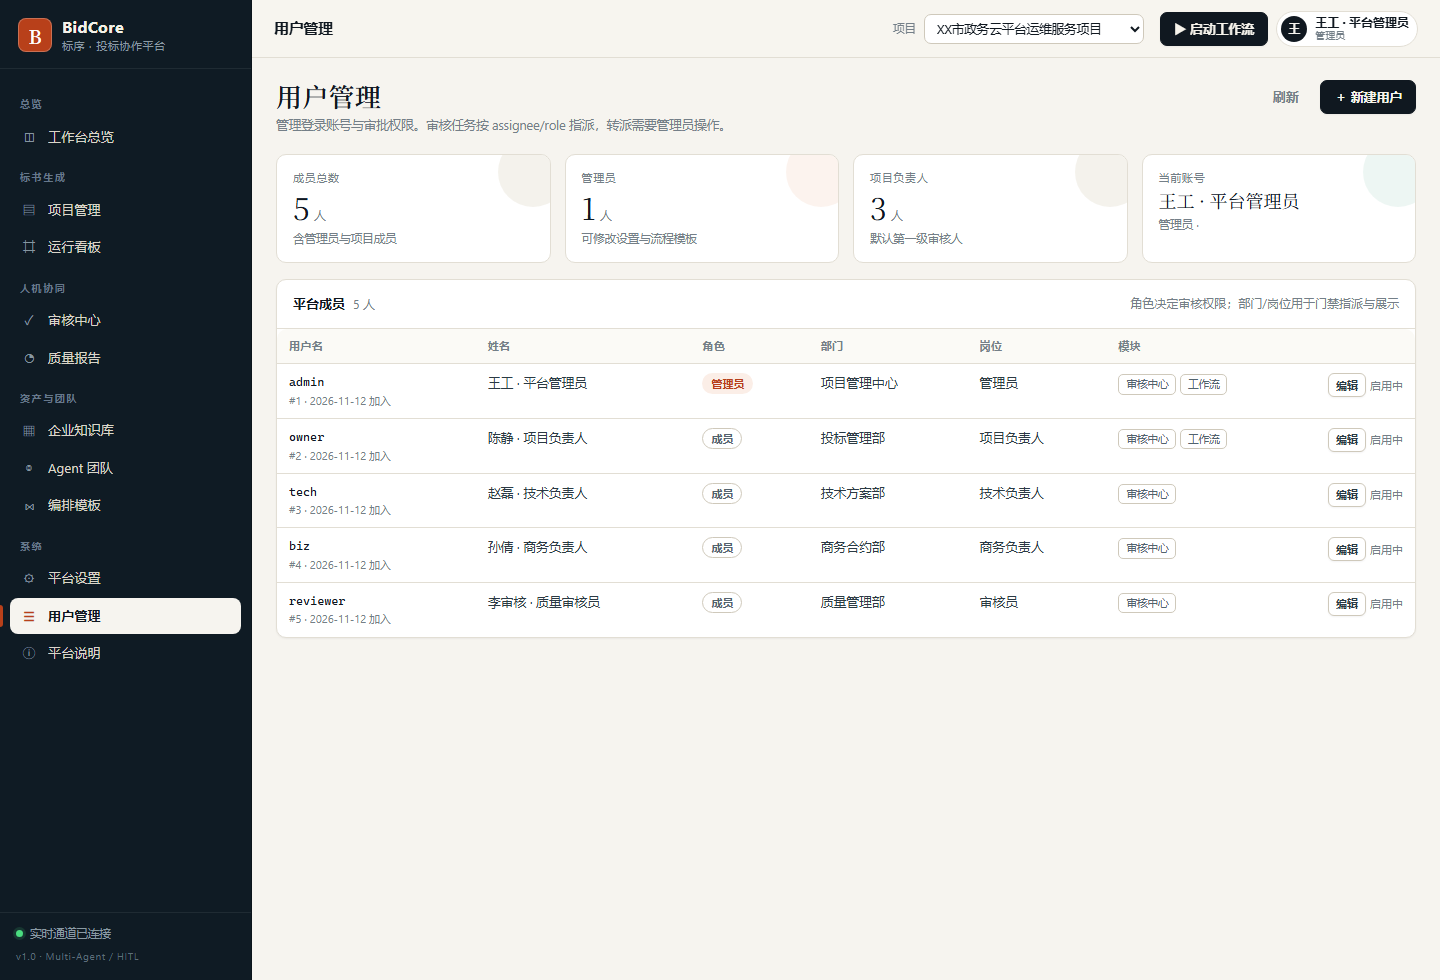 B
BidCore
标序 · 投标协作平台
总览
工作台总览
标书生成
项目管理
运行看板
人机协同
审核中心
质量报告
资产与团队
企业知识库
Agent 团队
编排模板
系统
平台设置
用户管理
平台说明
实时通道已连接
v1.0 · Multi-Agent / HITL
用户管理
项目
XX市政务云平台运维服务项目
▶ 启动工作流
王
王工 · 平台管理员
管理员
用户管理
管理登录账号与审批权限。审核任务按 assignee/role 指派，转派需要管理员操作。
刷新
+ 新建用户
成员总数
5 人
含管理员与项目成员
管理员
1 人
可修改设置与流程模板
项目负责人
3 人
默认第一级审核人
当前账号
王工 · 平台管理员
管理员 ·
平台成员 5 人
角色决定审核权限；部门/岗位用于门禁指派与展示
用户名 姓名 角色 部门 岗位 模块
admin 王工 · 平台管理员 管理员 项目管理中心 管理员 审核中心 工作流 编辑 启用中
#1 · 2026-11-12 加入
owner 陈静 · 项目负责人 成员 投标管理部 项目负责人 审核中心 工作流 编辑 启用中
#2 · 2026-11-12 加入
tech 赵磊 · 技术负责人 成员 技术方案部 技术负责人 审核中心 编辑 启用中
#3 · 2026-11-12 加入
biz 孙倩 · 商务负责人 成员 商务合约部 商务负责人 审核中心 编辑 启用中
#4 · 2026-11-12 加入
reviewer 李审核 · 质量审核员 成员 质量管理部 审核员 审核中心 编辑 启用中
#5 · 2026-11-12 加入